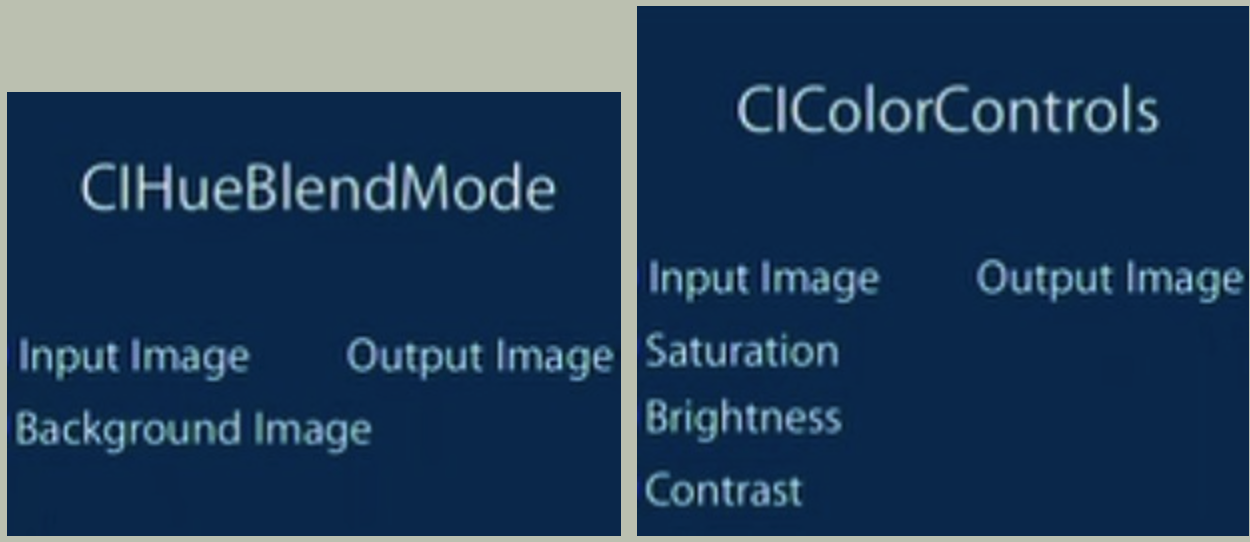 CIHueBlendMode
Input Image Output Image
Background Image
CIColorControls
Input Image Output Image
Saturation
Brightness
Contrast